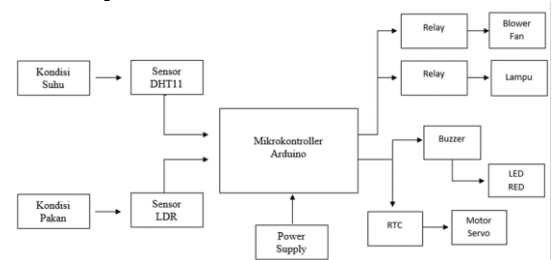 Relay
Blower
Fan
Kondisi
Suhu
Sensor
DHT11
Relay
Lampu
Mikrokontroller
Arduino
Buzzer
LED
RED
Kondisi
Pakan
Sensor
LDR
Power
Supply
RTC
Motor
Servo